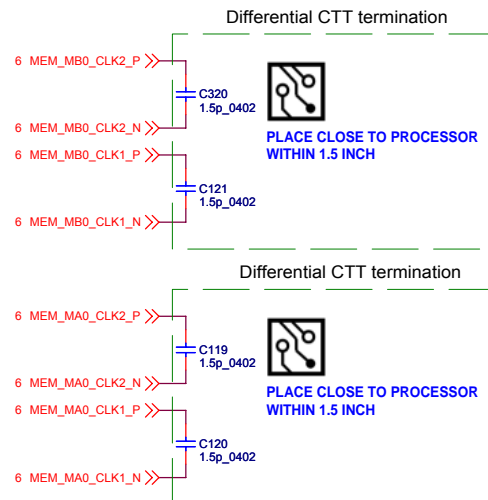 Differential CTT termination
6 MEM_MB0_CLK2_P
C320
1.5p_0402
6 MEM_MB0_CLK2_N
PLACE CLOSE TO PROCESSOR
WITHIN 1.5 INCH
6 MEM_MB0_CLK1_P
C121
1.5p_0402
6 MEM_MB0_CLK1_N
Differential CTT termination
6 MEM_MA0_CLK2_P
C119
1.5p_0402
6 MEM_MA0_CLK2_N
PLACE CLOSE TO PROCESSOR
WITHIN 1.5 INCH
6 MEM_MA0_CLK1_P
C120
1.5p_0402
6 MEM_MA0_CLK1_N